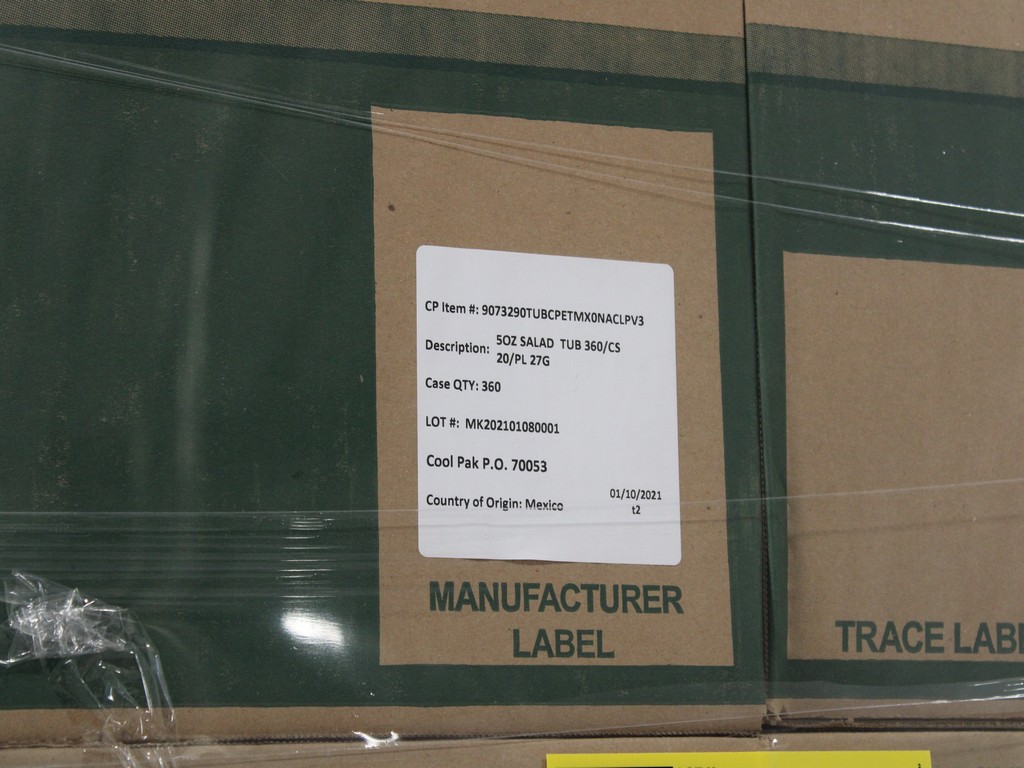 CP Item #: 9073290TUBCPETMX0NACLPV3
Description: 5OZ SALAD TUB 360/CS
20/PL 27G
Case QTY: 360
LOT #: MK202101080001
Cool Pak P.O. 70053
Country of Origin: Mexico
01/10/2021
t2
MANUFACTURER
LABEL
TRACE